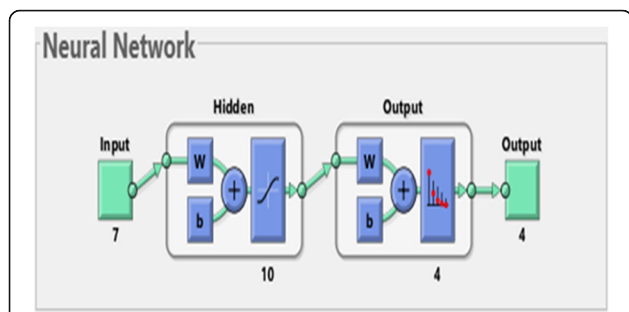 Neural Network
Hidden
Output
Input
W
b
+
10
W
b
+
4
Output
7
4